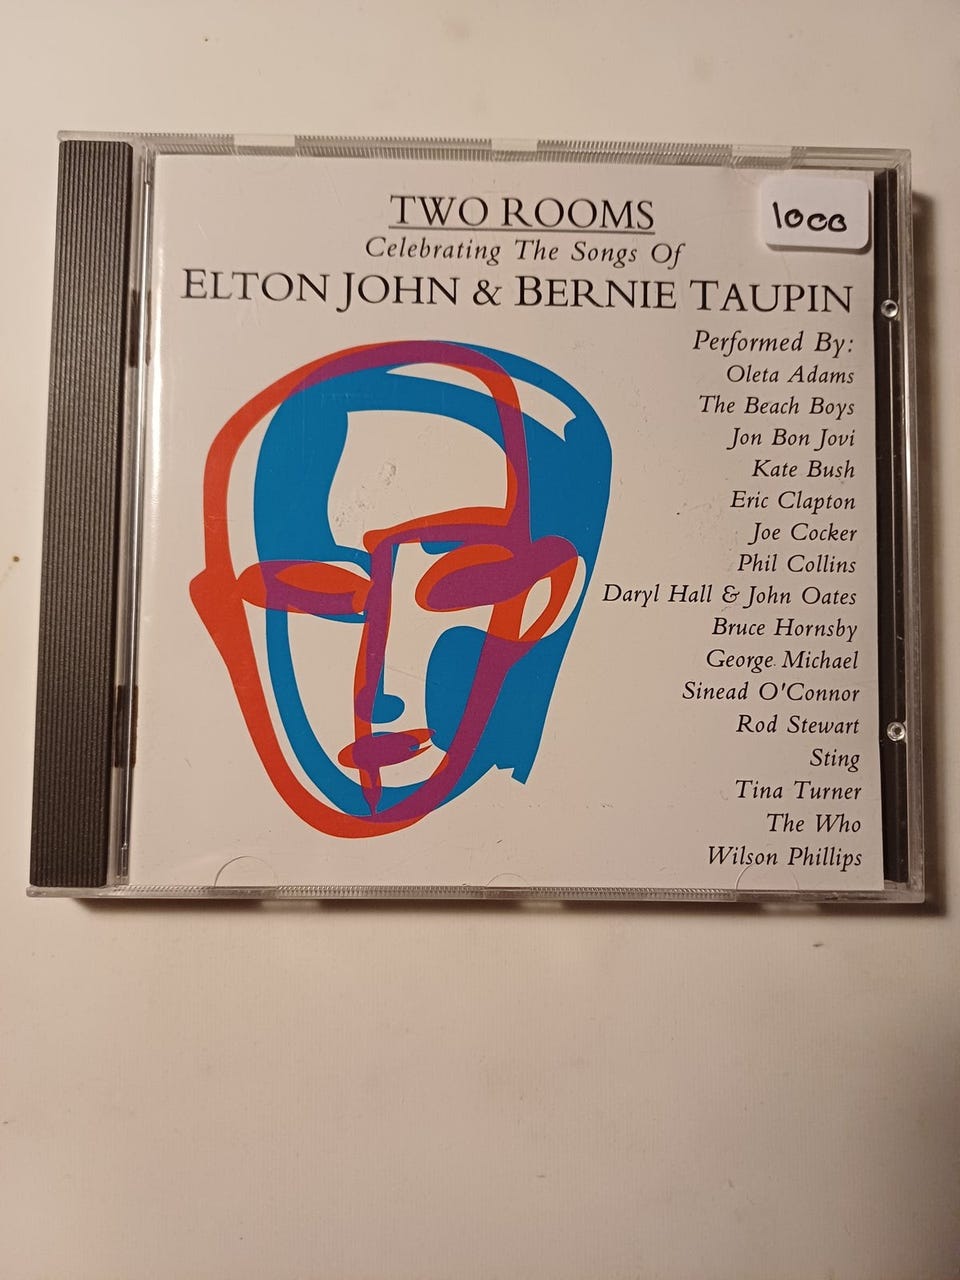 TWO ROOMS
1000
Celebrating The Songs Of
ELTON JOHN & BERNIE TAUPIN
Performed By:
Oleta Adams
The Beach Boys
Jon Bon Jovi
Kate Bush
Eric Clapton
Joe Cocker
Phil Collins
Daryl Hall & John Oates
Bruce Hornsby
George Michael
Sinead O'Connor
Rod Stewart
Sting
Tina Turner
The Who
Wilson Phillips